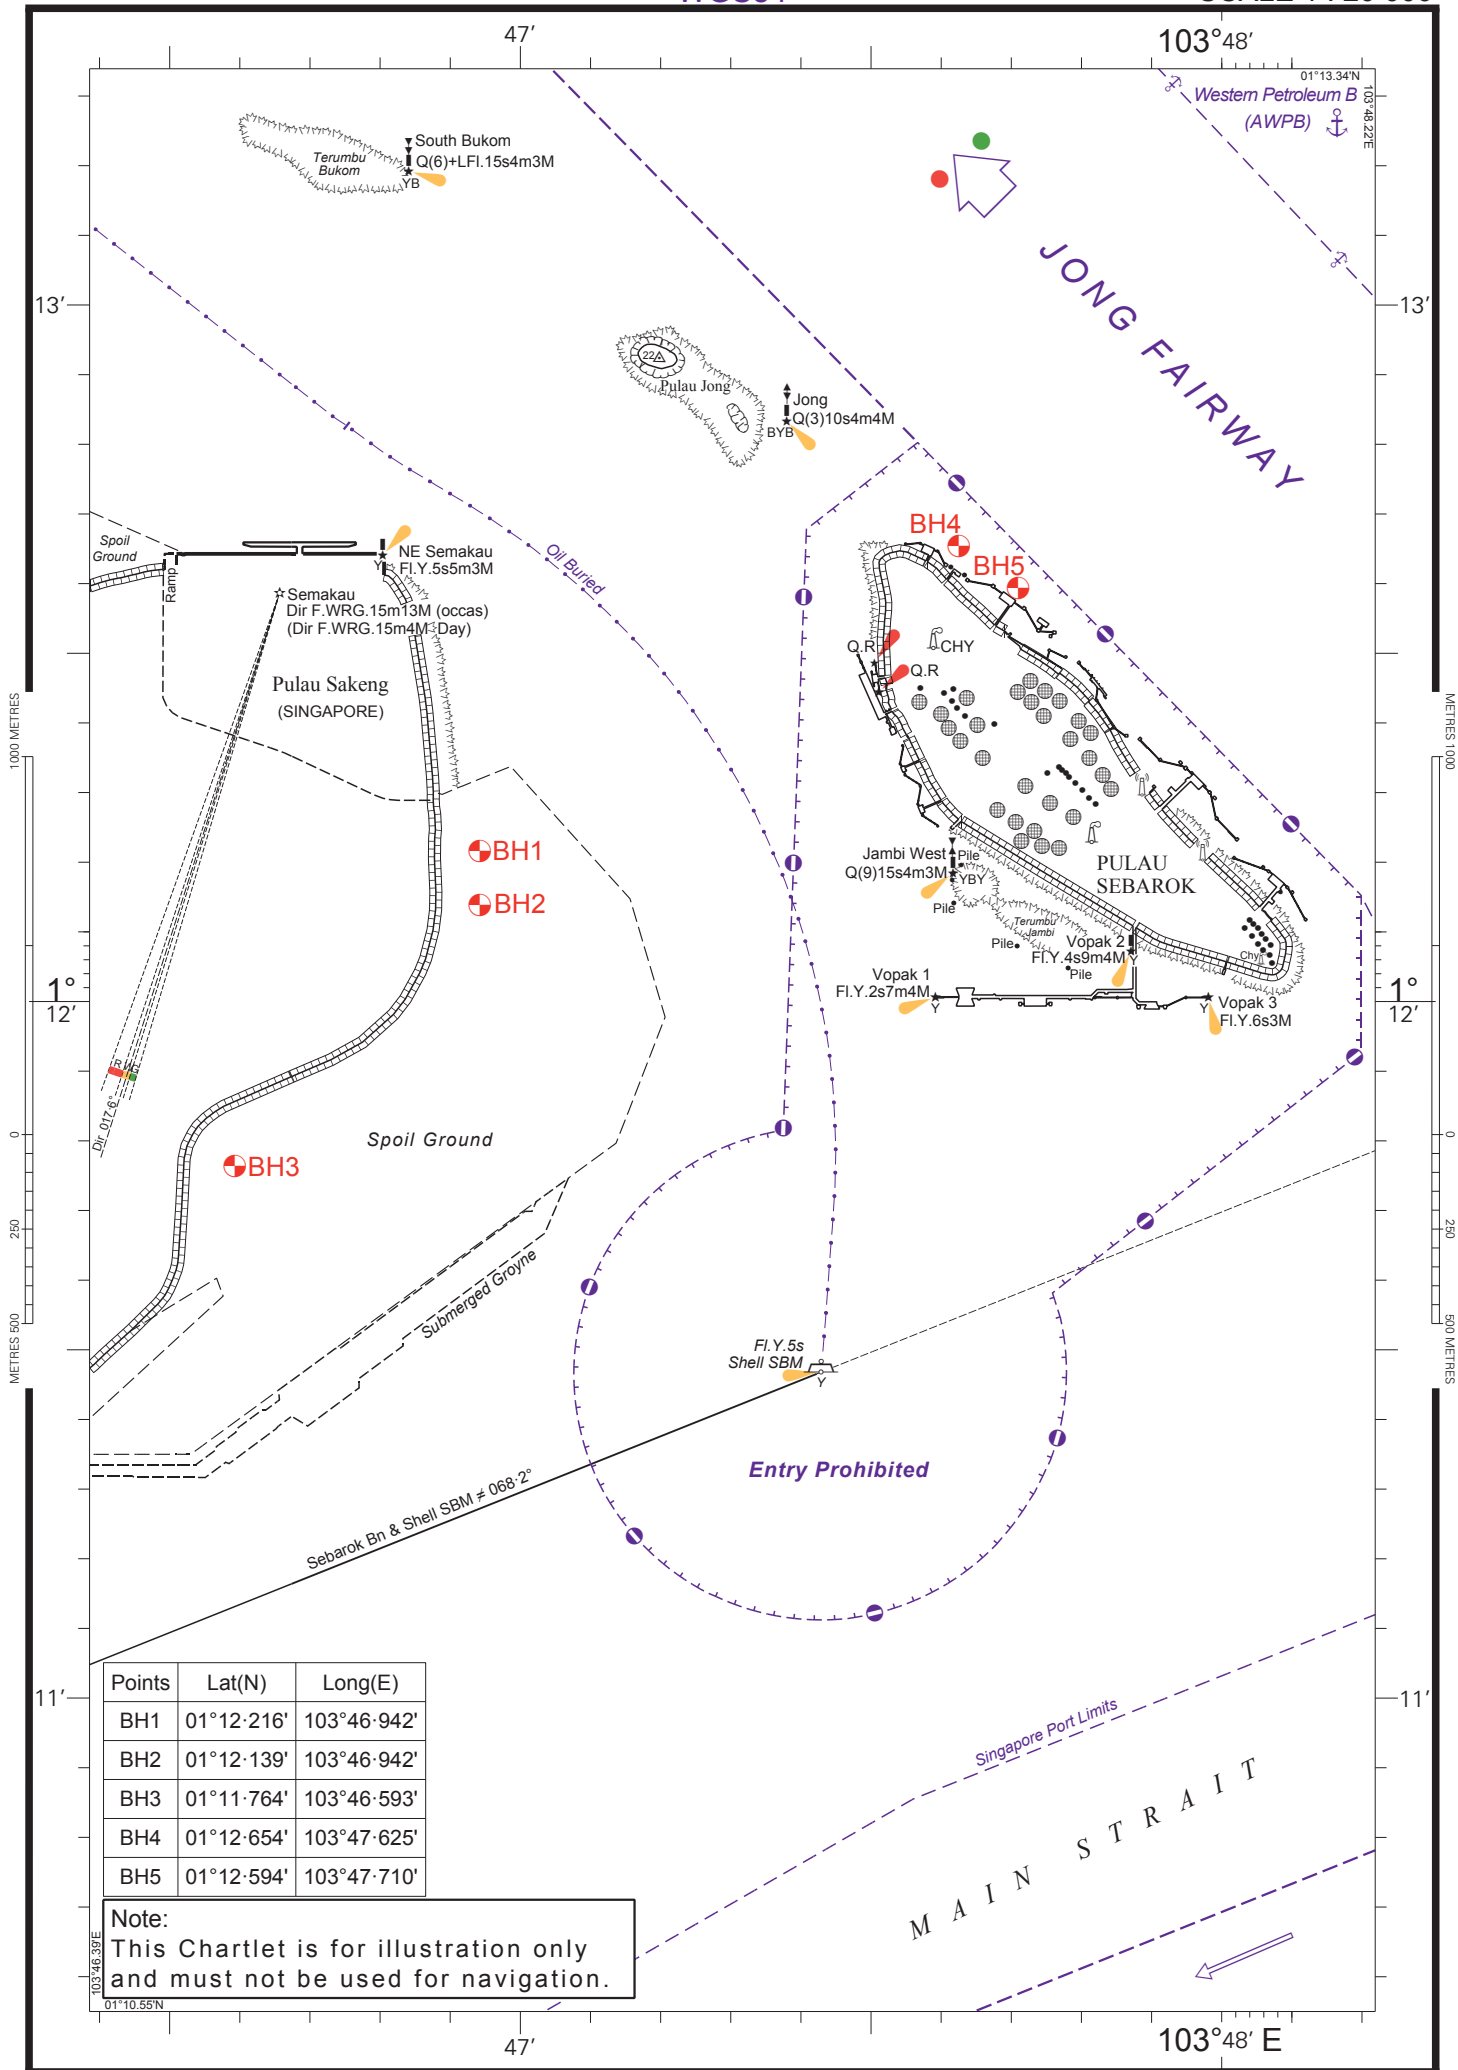 47'
103°48'
01°13.34'N
103°48.22'E
Western Petroleum B
(AWPB)
South Bukom
Q(6)+LFl.15s4m3M
YB
Terumbu
Bukom
JONG FAIRWAY
13'
13'
22
Pulau Jong
Jong
Q(3)10s4m4M
BYB
Spoil
Ground
Ramp
NE Semakau
Fl.Y.5s5m3M
Y
Semakau
Dir F.WRG.15m13M (occas)
(Dir F.WRG.15m4M Day)
Oil Buried
BH4
BH5
Q.R
CHY
Q.R
Pulau Sakeng
(SINGAPORE)
1000 METRES
METRES 1000
BH1
BH2
Jambi West
Q(9)15s4m3M
Pile
YBY
Pile
PULAU
SEBAROK
Terumbu
Jambi
Pile
Pile
Vopak 2
Fl.Y.4s9m4M
Y
Chy
Vopak 1
Fl.Y.2s7m4M
Y
Vopak 3
Fl.Y.6s3M
Y
1°
12'
1°
12'
R W G
Dir 017·6°
0
0
Spoil Ground
BH3
250
250
Submerged Groyne
METRES 500
500 METRES
Fl.Y.5s
Shell SBM
Y
Entry Prohibited
Sebarok Bn & Shell SBM ≠ 068·2°
11'
11'
Points Lat(N) Long(E)
BH1 01°12·216' 103°46·942'
BH2 01°12·139' 103°46·942'
BH3 01°11·764' 103°46·593'
BH4 01°12·654' 103°47·625'
BH5 01°12·594' 103°47·710'
Singapore Port Limits
MAIN STRAIT
Note:
This Chartlet is for illustration only
and must not be used for navigation.
103°46.39'E
01°10.55'N
47'
103°48' E